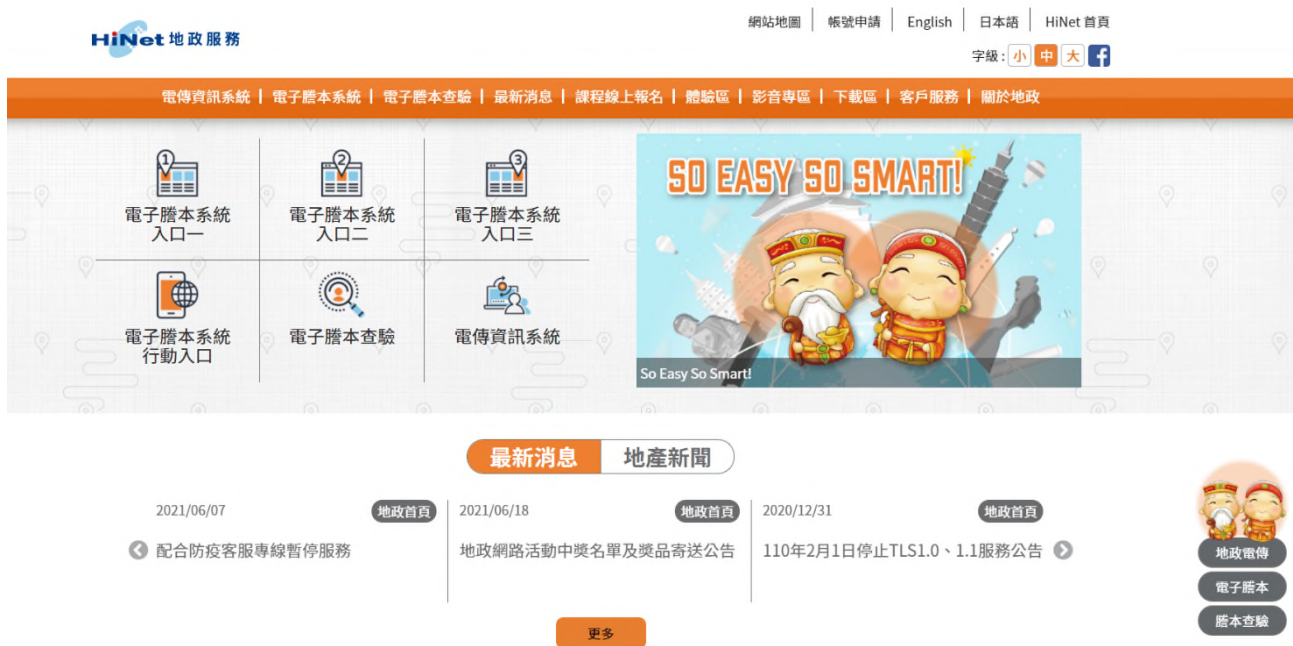 網站地圖 帳號申請 English 日本語 HiNet 首頁
HiNet 地政服務
字級 : 小 中 大 f
電傳資訊系統 | 電子謄本系統 | 電子謄本查驗 | 最新消息 | 課程線上報名 | 體驗區 | 影音專區 | 下載區 | 客戶服務 | 關於地政
1
電子謄本系統
入口一
2
電子謄本系統
入口二
3
電子謄本系統
入口三
電子謄本系統
行動入口
電子謄本查驗
電傳資訊系統
SO EASY SO SMART!
So Easy So Smart!
最新消息 地產新聞
2021/06/07 地政首頁
配合防疫客服專線暫停服務
2021/06/18 地政首頁
地政網路活動中獎名單及獎品寄送公告
2020/12/31 地政首頁
110年2月1日停止TLS1.0、1.1服務公告
更多
地政電傳
電子謄本
謄本查驗